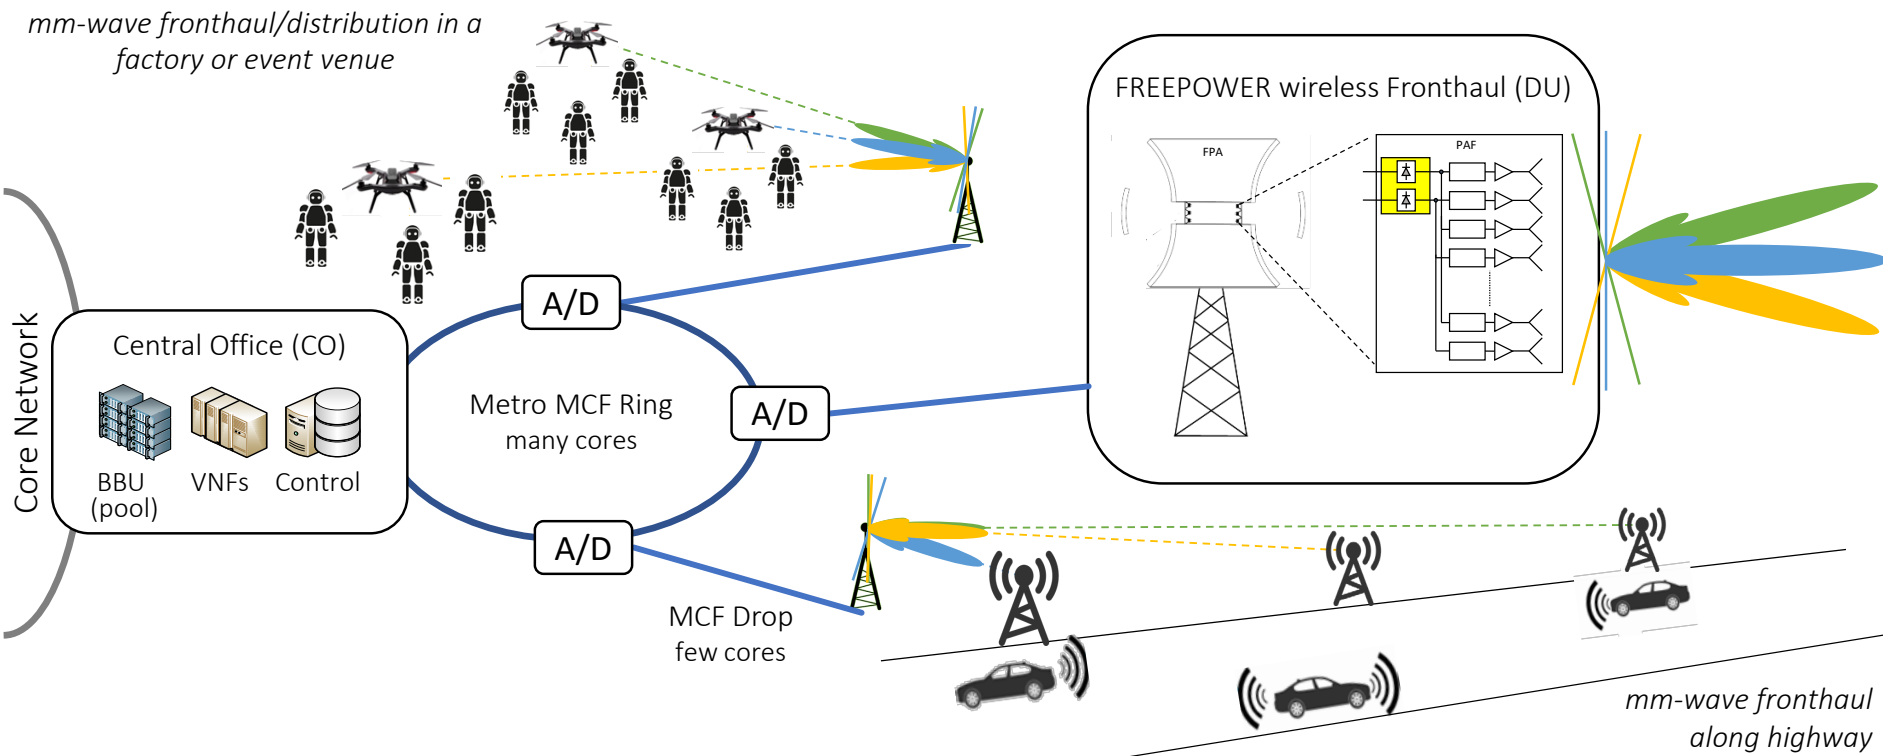 mm-wave fronthaul/distribution in a
factory or event venue
FREEPOWER wireless Fronthaul (DU)
FPA
PAF
Core Network
Central Office (CO)
BBU
(pool)
VNFs
Control
A/D
A/D
A/D
Metro MCF Ring
many cores
MCF Drop
few cores
mm-wave fronthaul
along highway